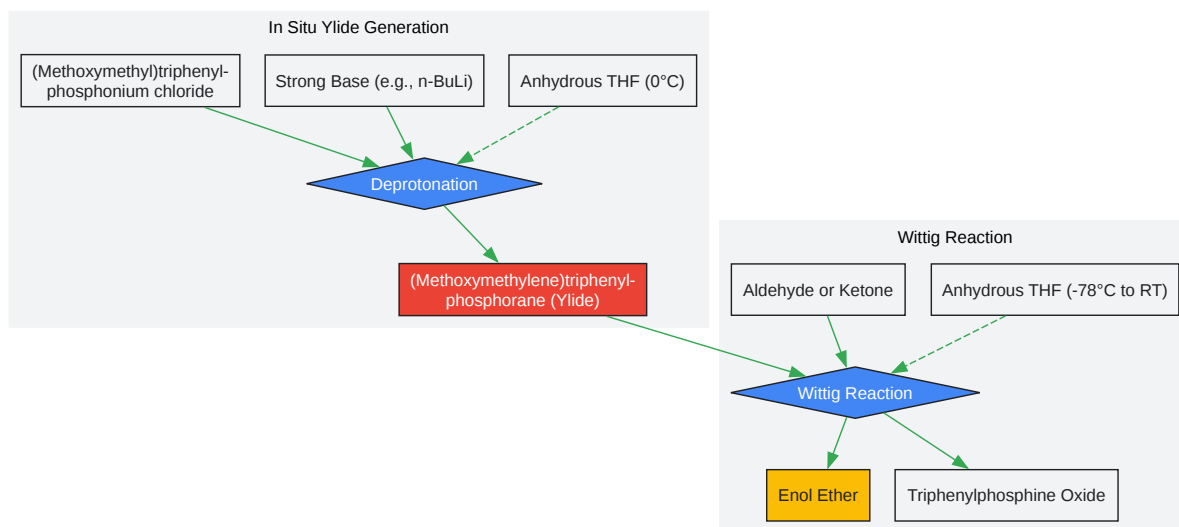 In Situ Ylide Generation
(Methoxymethyl)triphenyl-
phosphonium chloride
Strong Base (e.g., n-BuLi)
Anhydrous THF (0°C)
Deprotonation
(Methoxymethylene)triphenyl-
phosphorane (Ylide)
Wittig Reaction
Aldehyde or Ketone
Anhydrous THF (-78°C to RT)
Wittig Reaction
Enol Ether
Triphenylphosphine Oxide